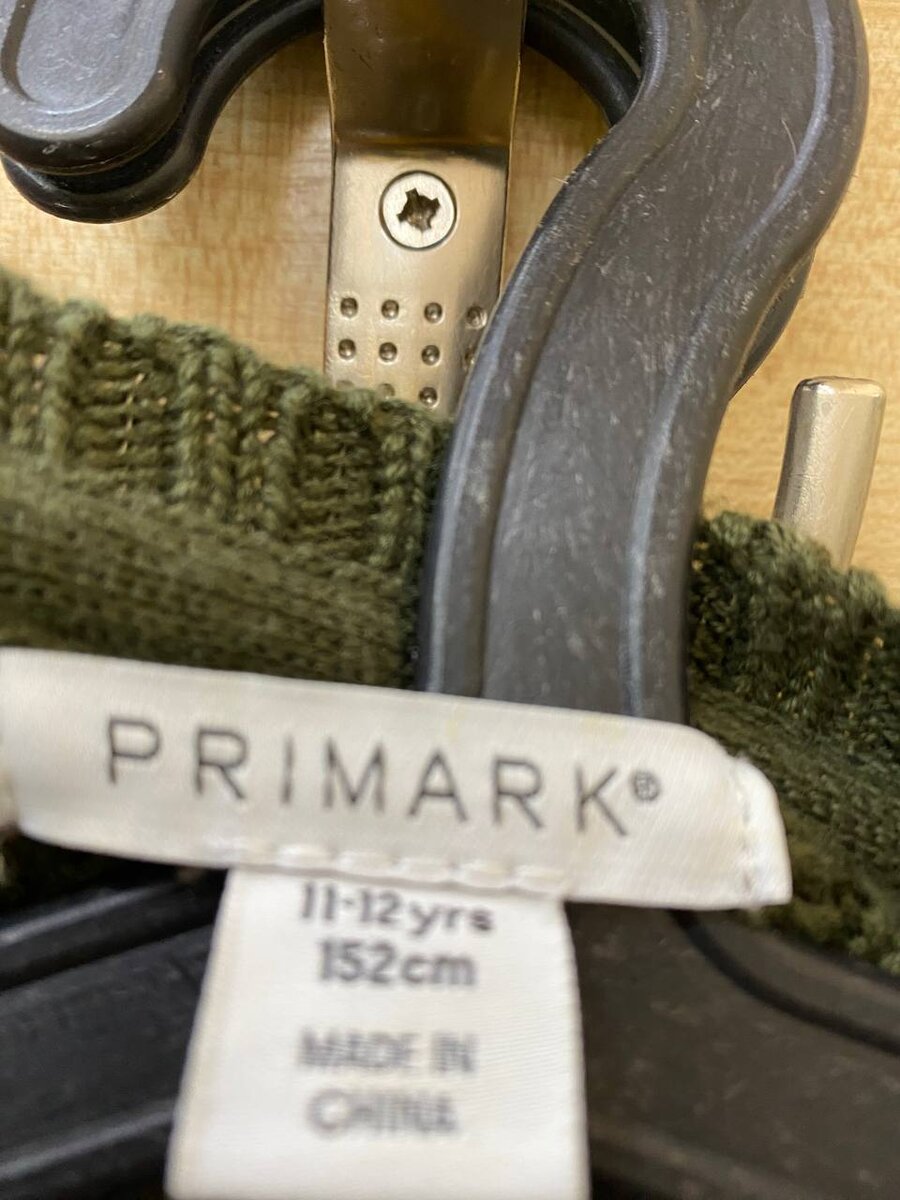 PRIMARK®
11-12 yrs
152cm
MADE IN
CHINA